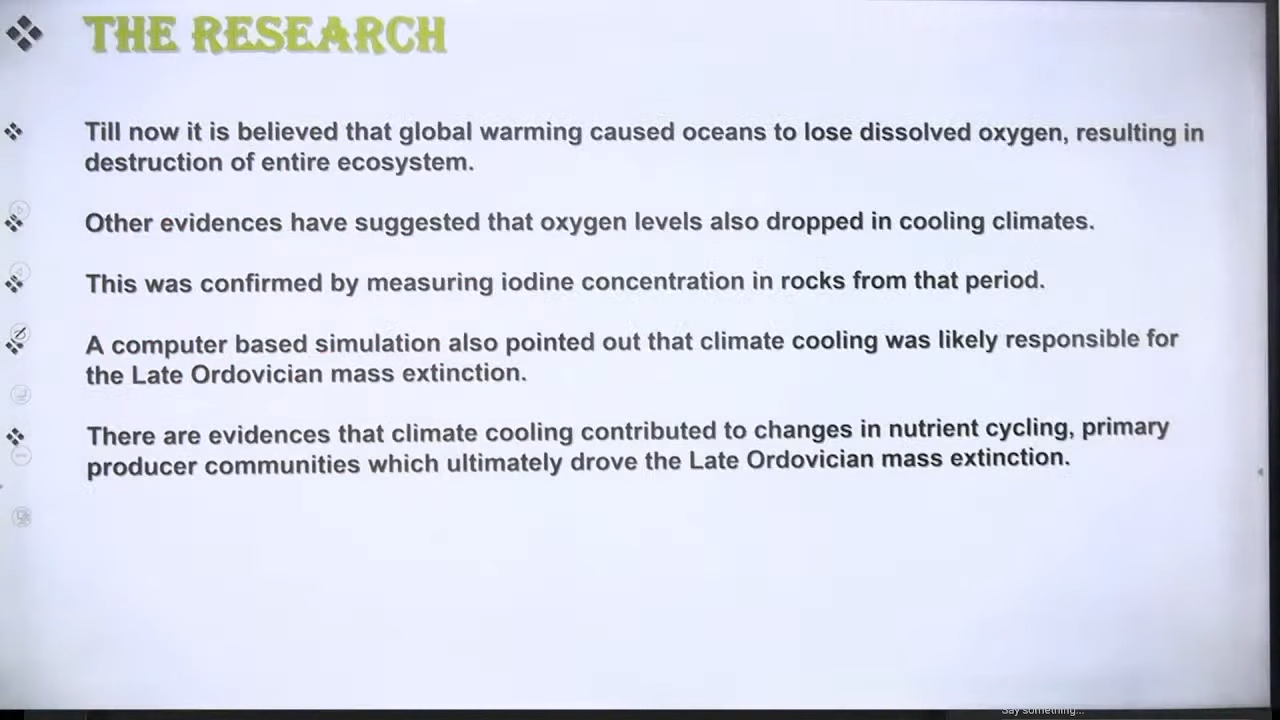 THE RESEARCH
Till now it is believed that global warming caused oceans to lose dissolved oxygen, resulting in
destruction of entire ecosystem.
Other evidences have suggested that oxygen levels also dropped in cooling climates.
This was confirmed by measuring iodine concentration in rocks from that period.
A computer based simulation also pointed out that climate cooling was likely responsible for
the Late Ordovician mass extinction.
There are evidences that climate cooling contributed to changes in nutrient cycling, primary
producer communities which ultimately drove the Late Ordovician mass extinction.
Say something...